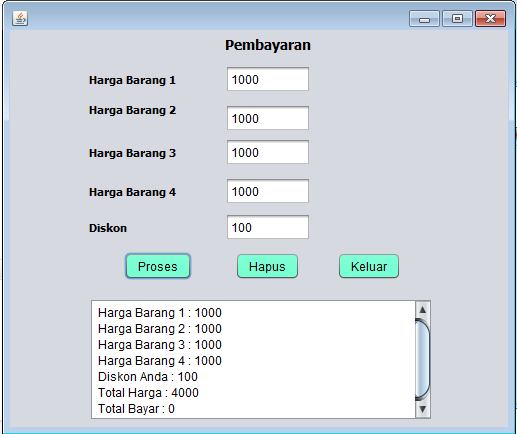 Pembayaran
Harga Barang 1 1000
Harga Barang 2 1000
Harga Barang 3 1000
Harga Barang 4 1000
Diskon 100
Proses Hapus Keluar
Harga Barang 1 : 1000
Harga Barang 2 : 1000
Harga Barang 3 : 1000
Harga Barang 4 : 1000
Diskon Anda : 100
Total Harga : 4000
Total Bayar : 0